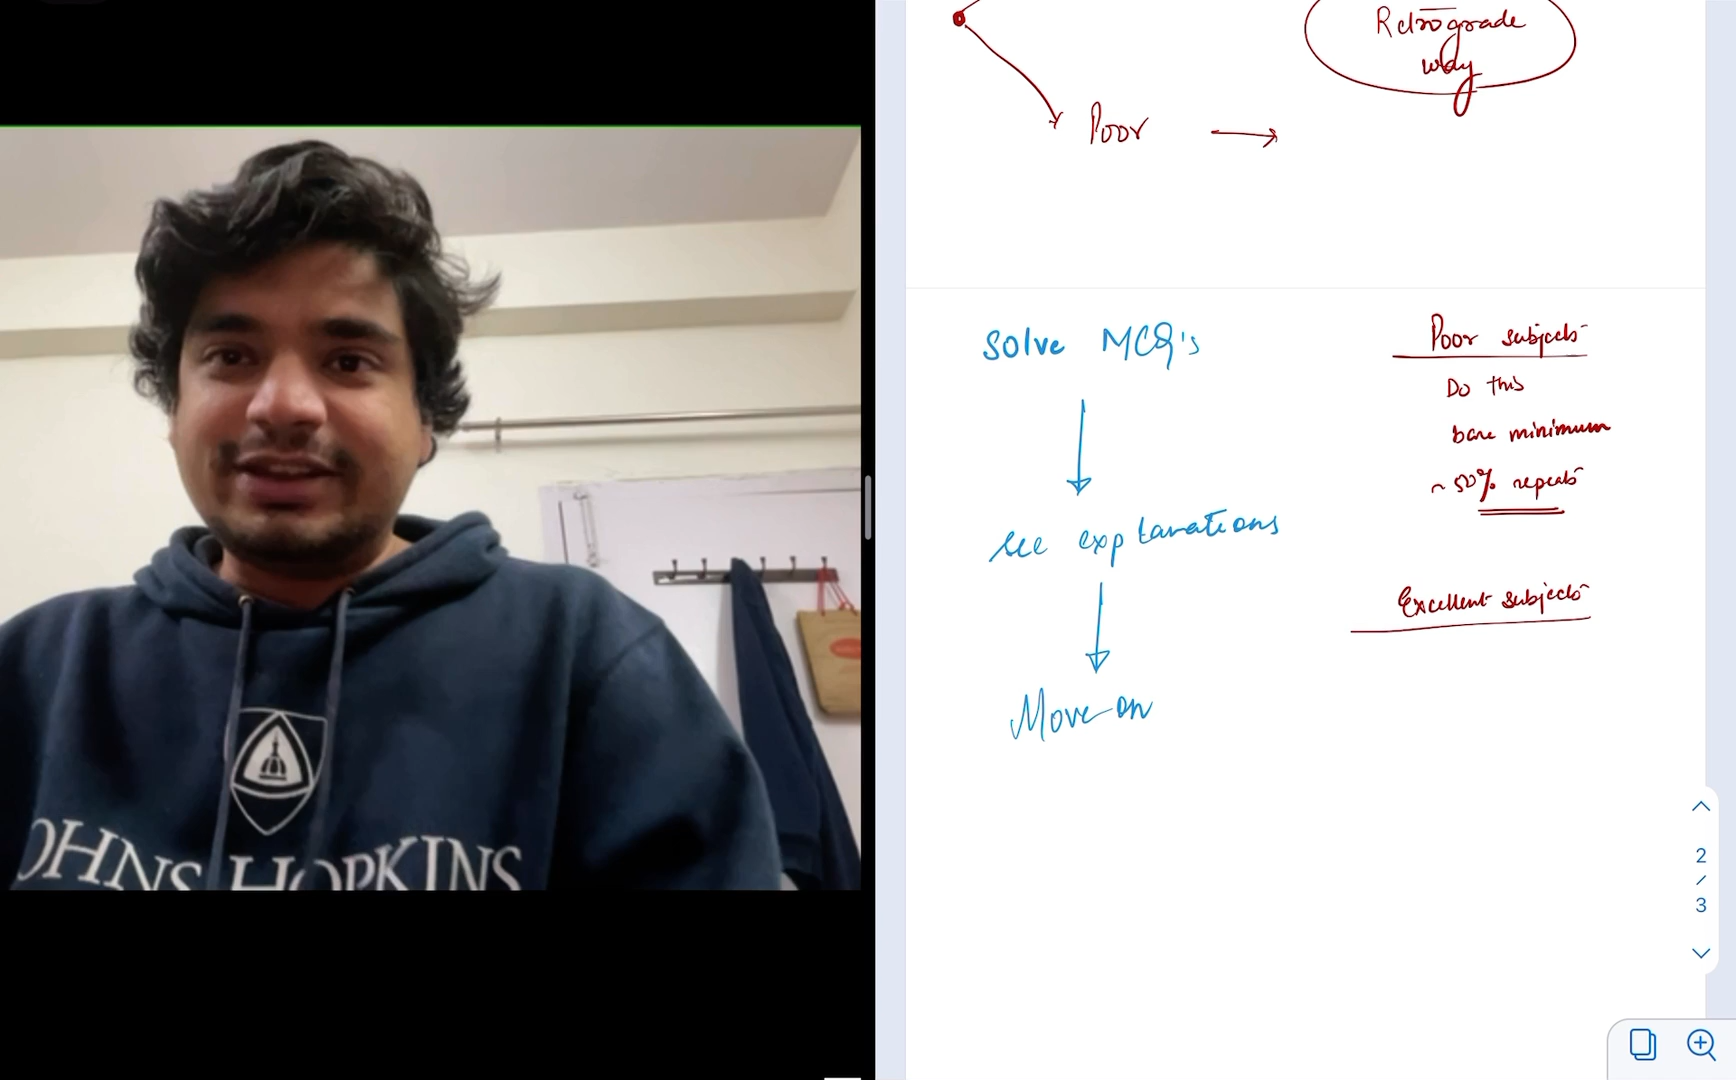 OHNS HOPKINS
Retrograde
way
Poor
Solve MCQ's
see explanations
Move on
Poor subjects
Do this
bare minimum
~ 50% repeats
Excellent subjects
2
/
3